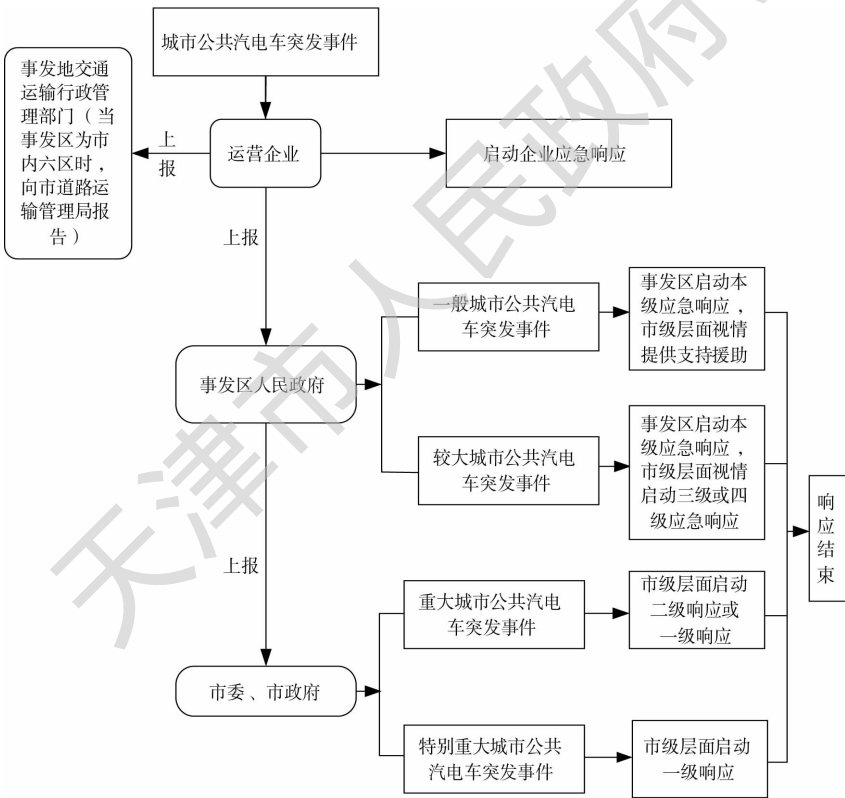 城市公共汽电车突发事件
事发地交通
运输行政管
理部门（当
事发区为市
内六区时，
向市道路运
输管理局报
告）
上
报
运营企业
启动企业应急响应
上报
一般城市公共汽电
车突发事件
事发区启动本
级应急响应，
市级层面视情
提供支持援助
事发区人民政府
较大城市公共汽电
车突发事件
事发区启动本
级应急响应，
市级层面视情
启动三级或四
级应急响应
响
应
结
束
上报
重大城市公共汽电
车突发事件
市级层面启动
二级响应或
一级响应
市委、市政府
特别重大城市公共
汽电车突发事件
市级层面启动
一级响应
天津市人民政府